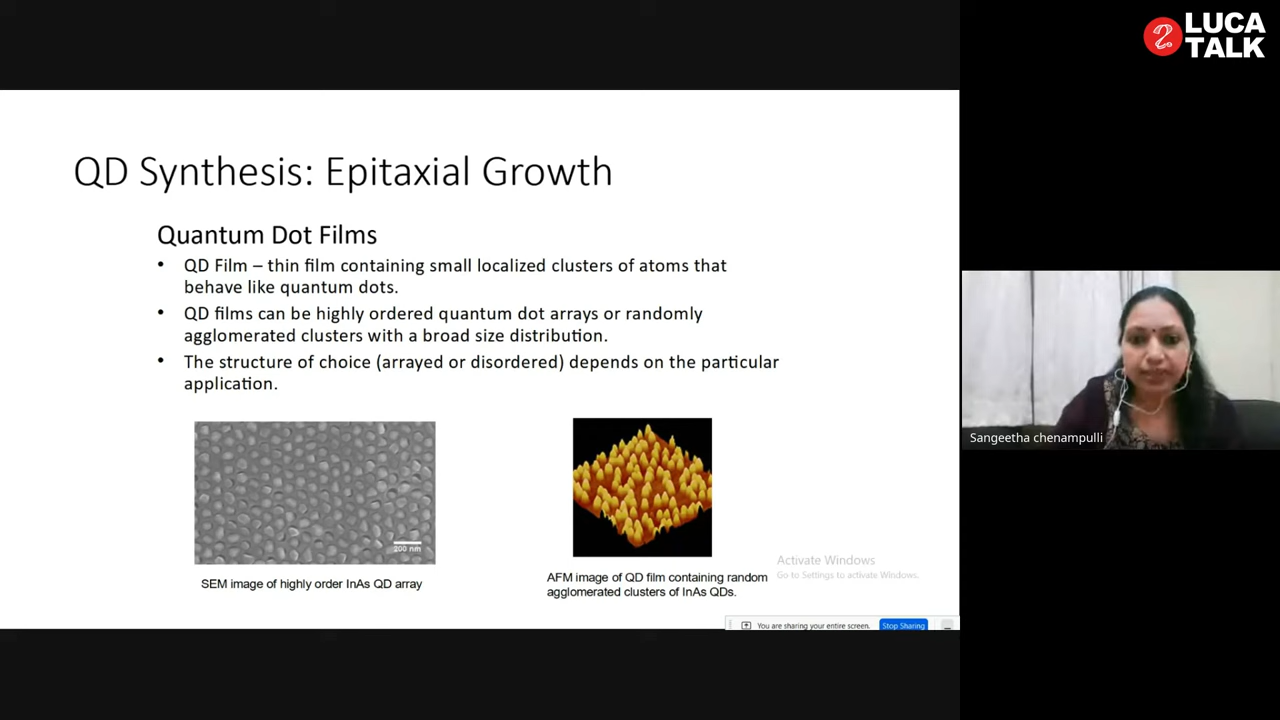 LUCA
TALK
QD Synthesis: Epitaxial Growth
Quantum Dot Films
• QD Film – thin film containing small localized clusters of atoms that
behave like quantum dots.
• QD films can be highly ordered quantum dot arrays or randomly
agglomerated clusters with a broad size distribution.
• The structure of choice (arrayed or disordered) depends on the particular
application.
200 nm
SEM image of highly order InAs QD array
AFM image of QD film containing random
agglomerated clusters of InAs QDs.
Activate Windows
Go to Settings to activate Windows.
You are sharing your entire screen.
Stop Sharing
Sangeetha chenampulli